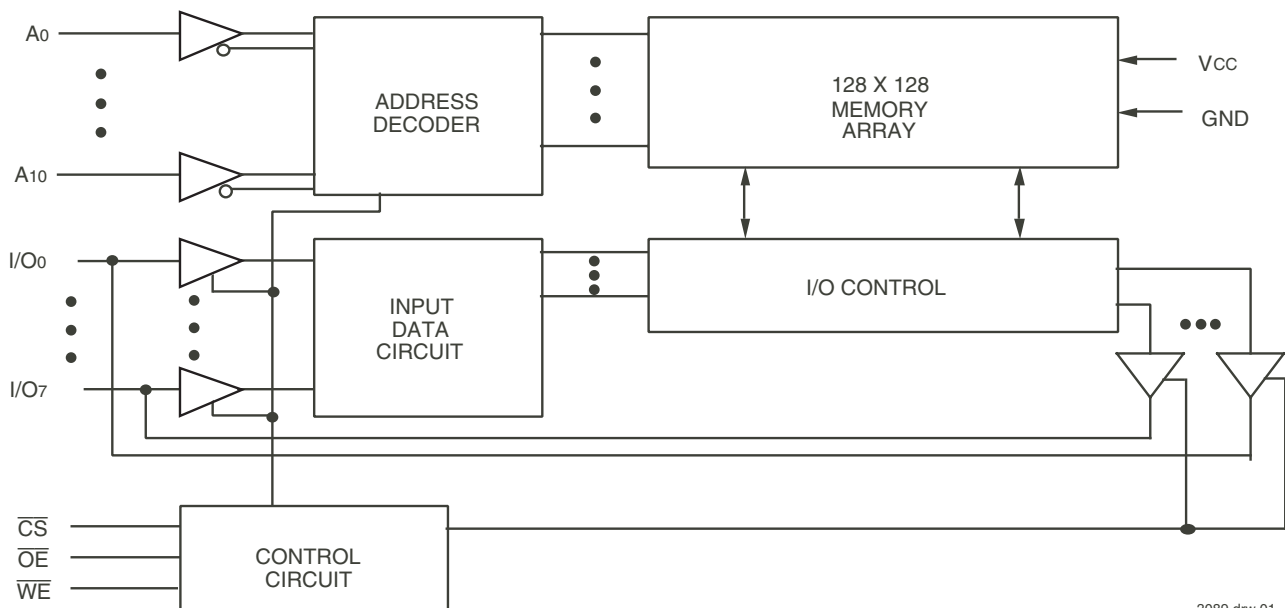 A0
ADDRESS
DECODER
128 X 128
MEMORY
ARRAY
VCC
GND
A10
I/O0
INPUT
DATA
CIRCUIT
I/O CONTROL
I/O7
CS
OE
WE
CONTROL
CIRCUIT